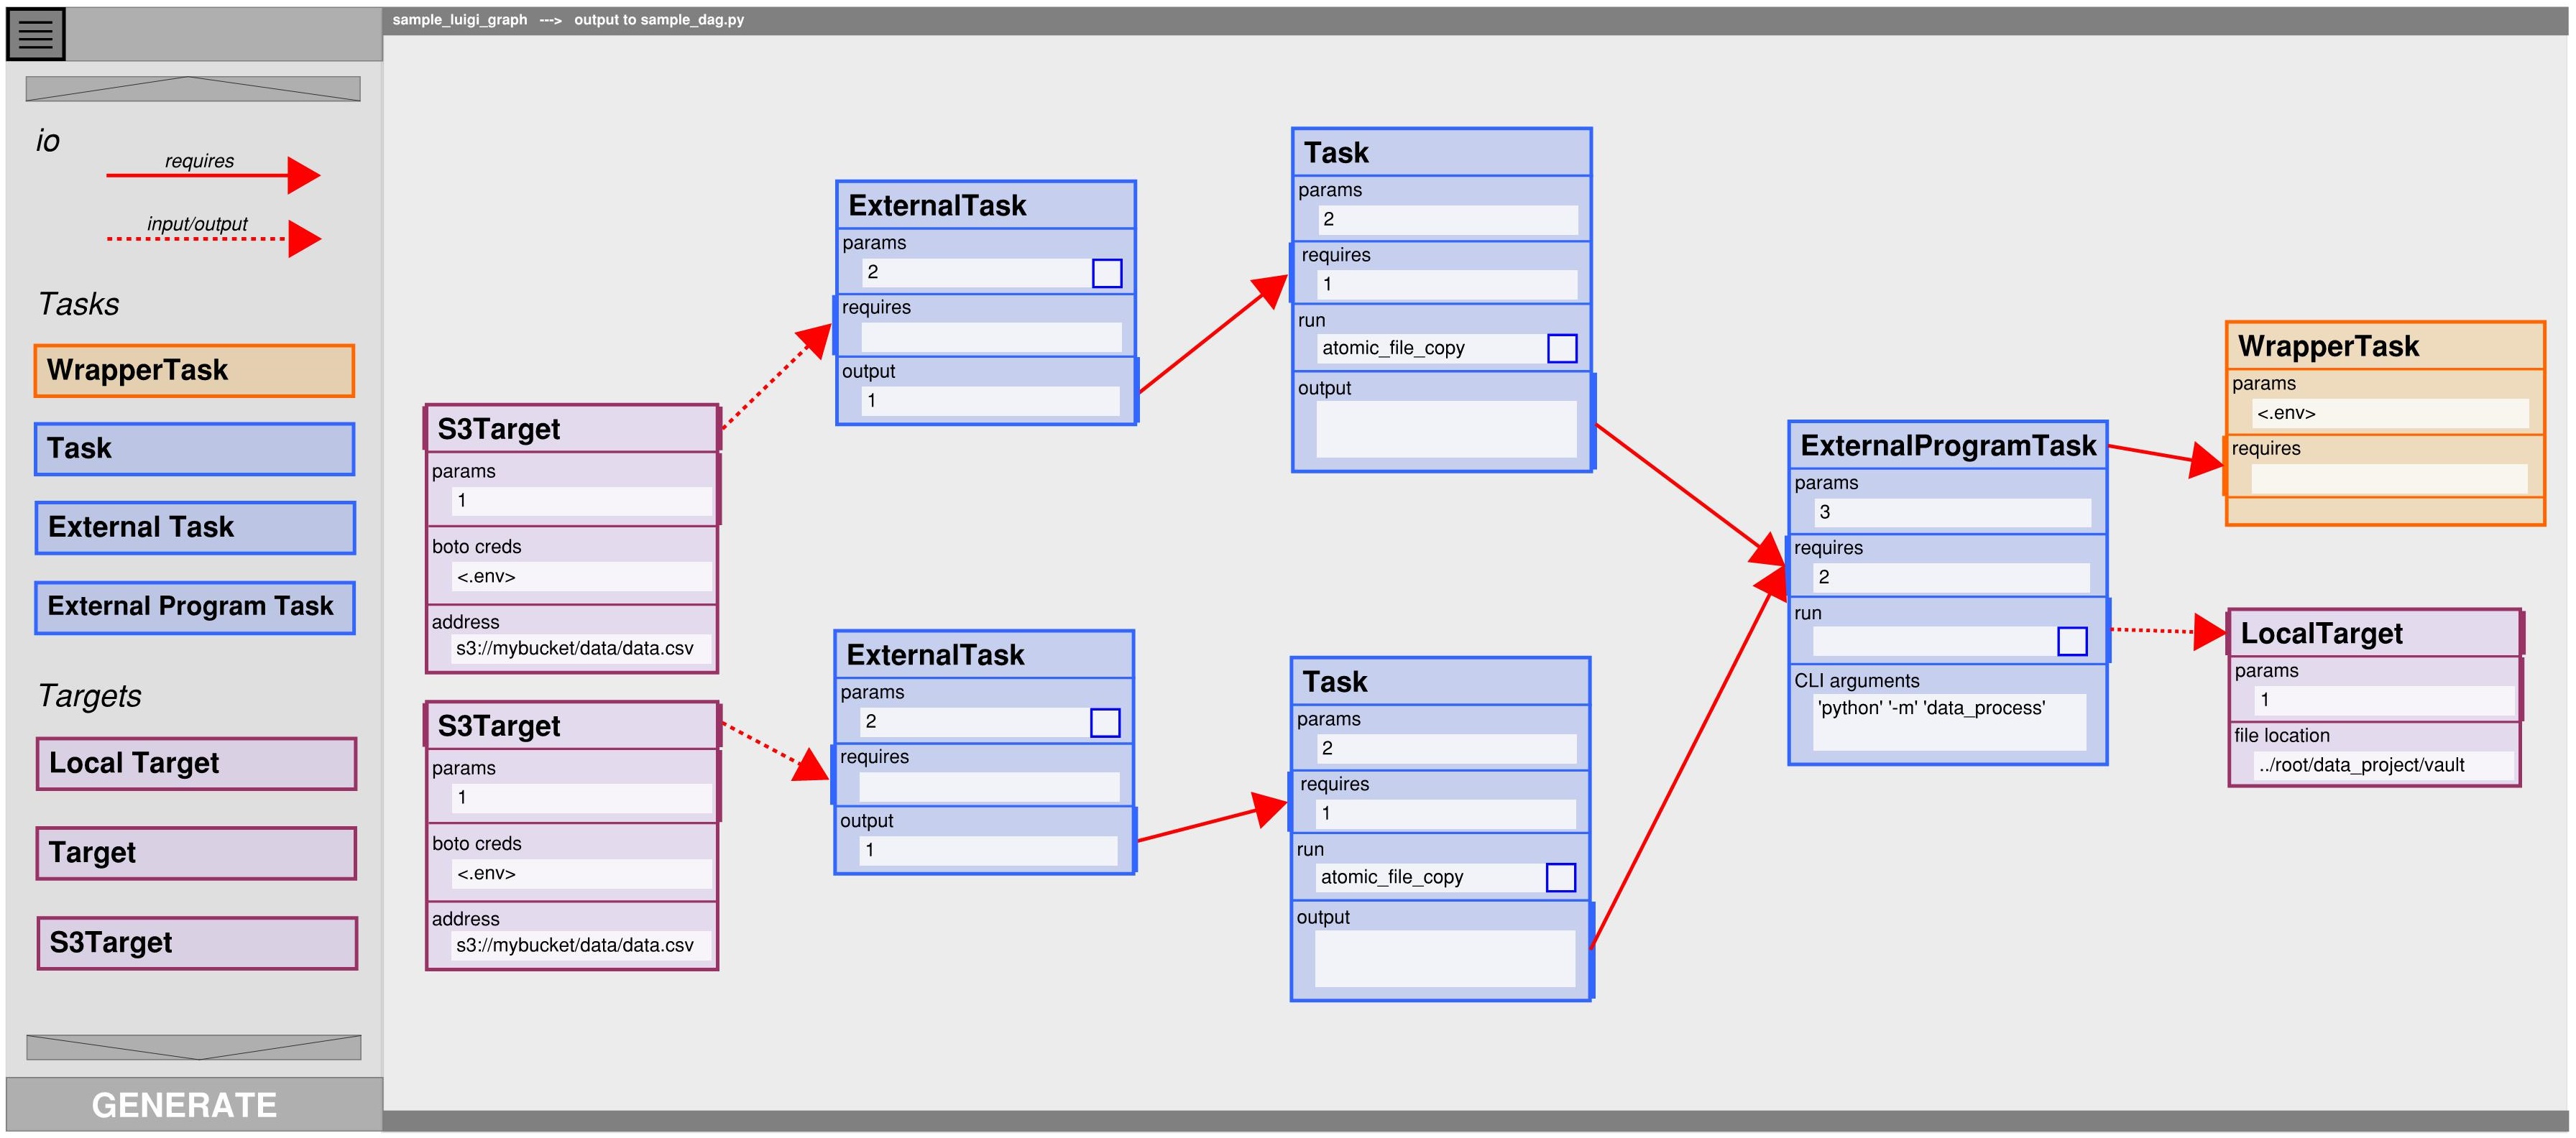 sample_luigi_graph ---> output to sample_dag.py
io
requires
input/output
Tasks
WrapperTask
Task
External Task
External Program Task
Targets
Local Target
Target
S3Target
GENERATE
S3Target
params
1
boto creds
<.env>
address
s3://mybucket/data/data.csv
S3Target
params
1
boto creds
<.env>
address
s3://mybucket/data/data.csv
ExternalTask
params
2
requires
output
1
ExternalTask
params
2
requires
output
1
Task
params
2
requires
1
run
atomic_file_copy
output
Task
params
2
requires
1
run
atomic_file_copy
output
ExternalProgramTask
params
3
requires
2
run
CLI arguments
'python' '-m' 'data_process'
WrapperTask
params
<.env>
requires
LocalTarget
params
1
file location
../root/data_project/vault